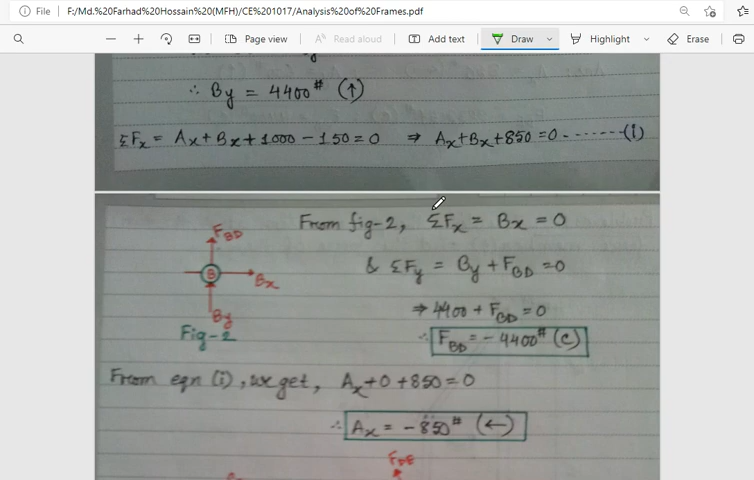 File F:/Md.%20Farhad%20Hossain%20(MFH)/CE%201017/Analysis%20of%20Frames.pdf
Page view Read aloud Add text Draw Highlight Erase
∴ By = 4400# (↑)
ΣFx = Ax + Bx + 1000 - 150 = 0 ⇒ Ax + Bx + 850 = 0 -------(i)
From fig-2, ΣFx = Bx = 0
FBD
& ΣFy = By + FBD = 0
B
Bx
⇒ 4400 + FBD = 0
By
Fig-2
∴ FBD = - 4400# (C)
From eqn (i), we get, Ax + 0 + 850 = 0
∴ Ax = - 850# (←)
FDE